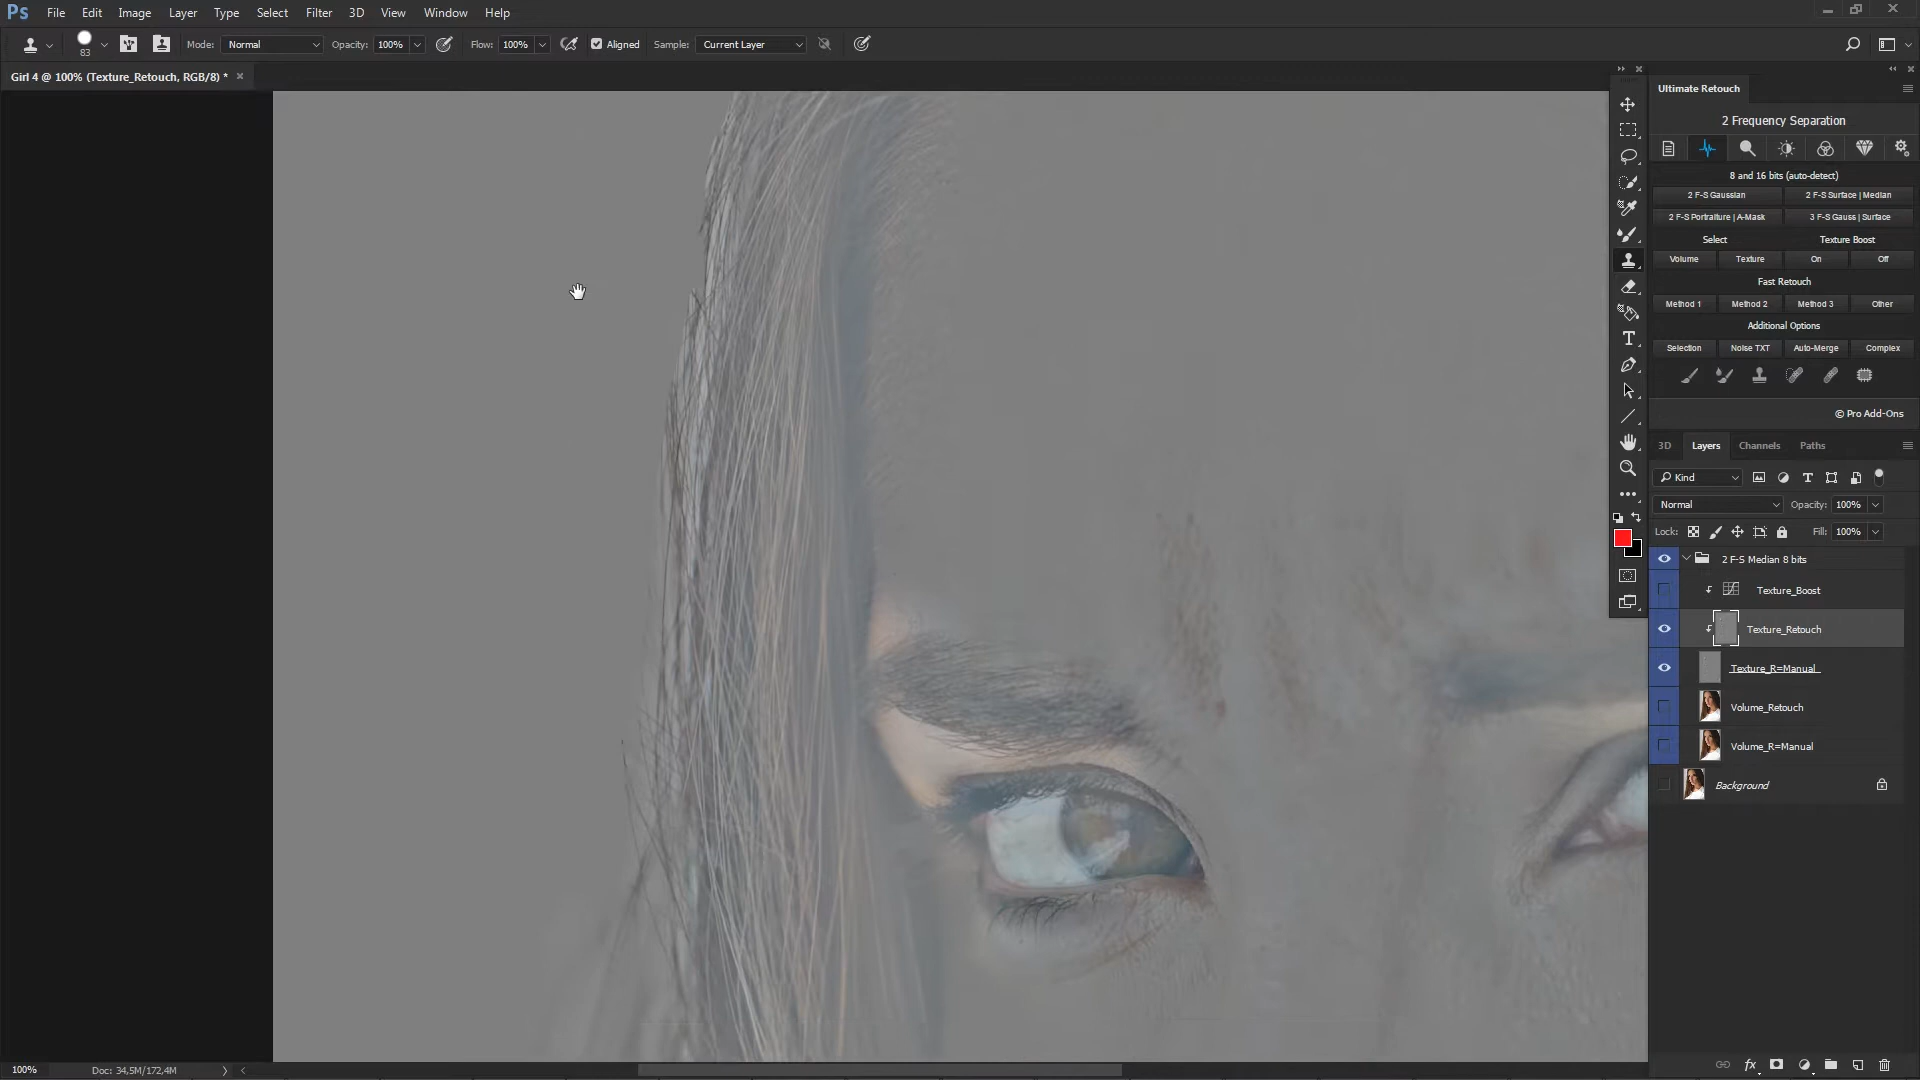 Ps File Edit Image Layer Type Select Filter 3D View Window Help
83 Mode: Normal Opacity: 100% Flow: 100% Aligned Sample: Current Layer
Girl 4 @ 100% (Texture_Retouch, RGB/8) * ×
Ultimate Retouch
2 Frequency Separation
8 and 16 bits (auto-detect)
2 F-S Gaussian 2 F-S Surface | Median
2 F-S Portraiture | A-Mask 3 F-S Gauss | Surface
Select Texture Boost
Volume Texture On Off
Fast Retouch
Method 1 Method 2 Method 3 Other
Additional Options
Selection Noise TXT Auto-Merge Complex
© Pro Add-Ons
3D Layers Channels Paths
Kind
Normal Opacity: 100%
Lock: Fill: 100%
2 F-S Median 8 bits
Texture_Boost
Texture_Retouch
Texture_R=Manual
Volume_Retouch
Volume_R=Manual
Background
fx
100% Doc: 34,5M/172,4M